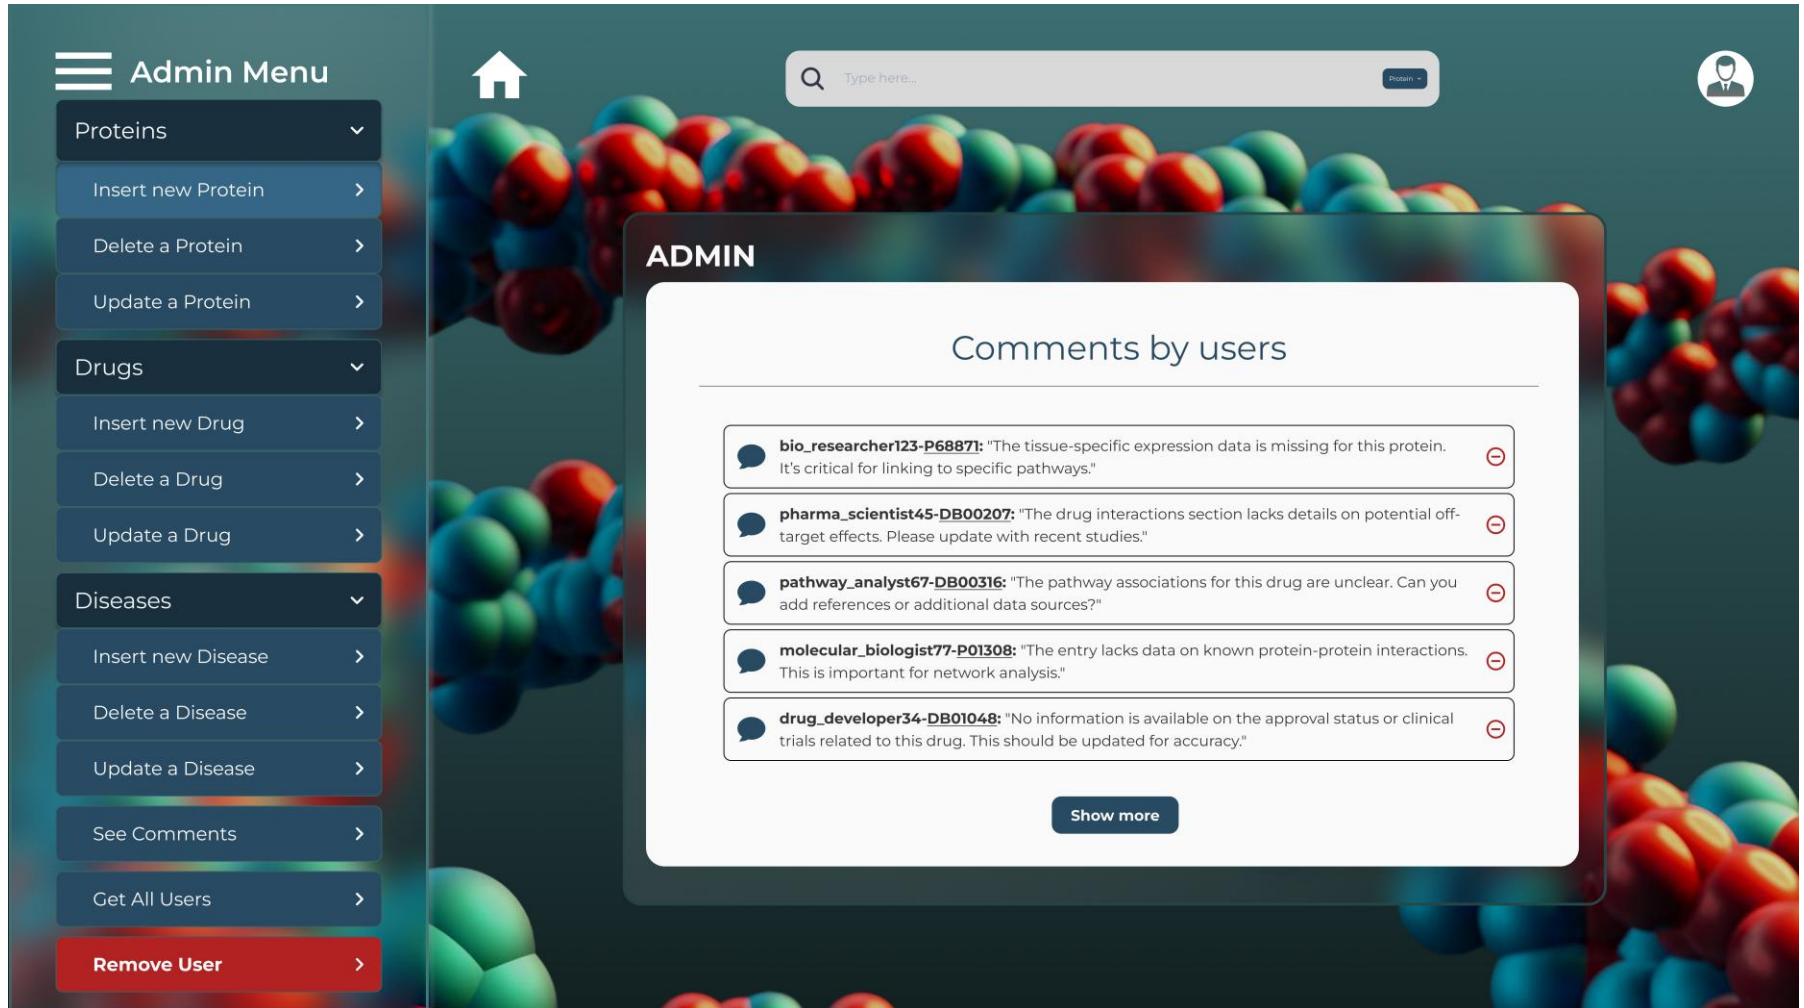 Admin Menu
Type here...
Protein
Proteins
Insert new Protein
Delete a Protein
Update a Protein
Drugs
Insert new Drug
Delete a Drug
Update a Drug
Diseases
Insert new Disease
Delete a Disease
Update a Disease
See Comments
Get All Users
Remove User
ADMIN
Comments by users
bio_researcher123-P68871: "The tissue-specific expression data is missing for this protein.
It's critical for linking to specific pathways."
pharma_scientist45-DB00207: "The drug interactions section lacks details on potential off-
target effects. Please update with recent studies."
pathway_analyst67-DB00316: "The pathway associations for this drug are unclear. Can you
add references or additional data sources?"
molecular_biologist77-P01308: "The entry lacks data on known protein-protein interactions.
This is important for network analysis."
drug_developer34-DB01048: "No information is available on the approval status or clinical
trials related to this drug. This should be updated for accuracy."
Show more